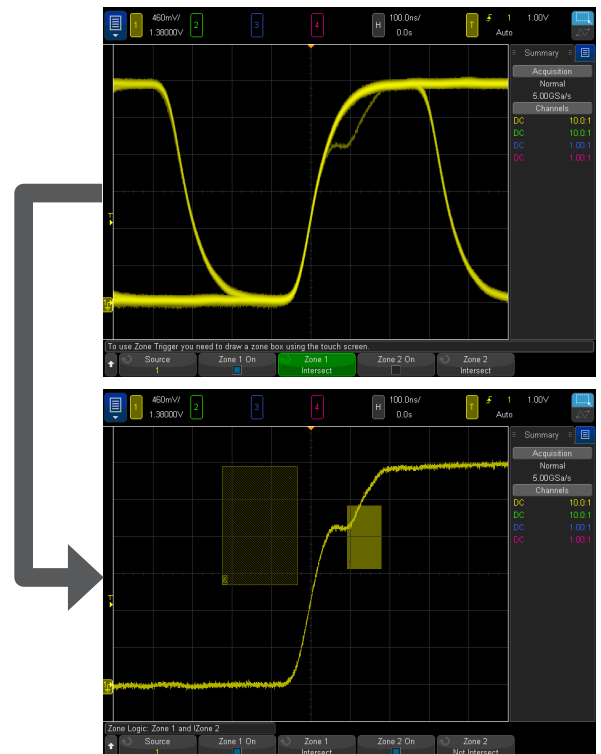 1 460mV/ 1.38000V 2 3 4 H 100.0ns/ 0.0s T 1 1.00V Auto
Summary
Acquisition
Normal
5.00GSa/s
Channels
DC 10.0:1
DC 10.0:1
DC 1.00:1
DC 1.00:1
T
To use Zone Trigger you need to draw a zone box using the touch screen.
Source 1
Zone 1 On
Zone 1 Intersect
Zone 2 On
Zone 2 Intersect
1 460mV/ 1.38000V 2 3 4 H 100.0ns/ 0.0s T 1 1.00V Auto
Summary
Acquisition
Normal
5.00GSa/s
Channels
DC 10.0:1
DC 10.0:1
DC 1.00:1
DC 1.00:1
T
Zone Logic: Zone 1 and !Zone 2
Source 1
Zone 1 On
Zone 1 Intersect
Zone 2 On
Zone 2 Not Intersect